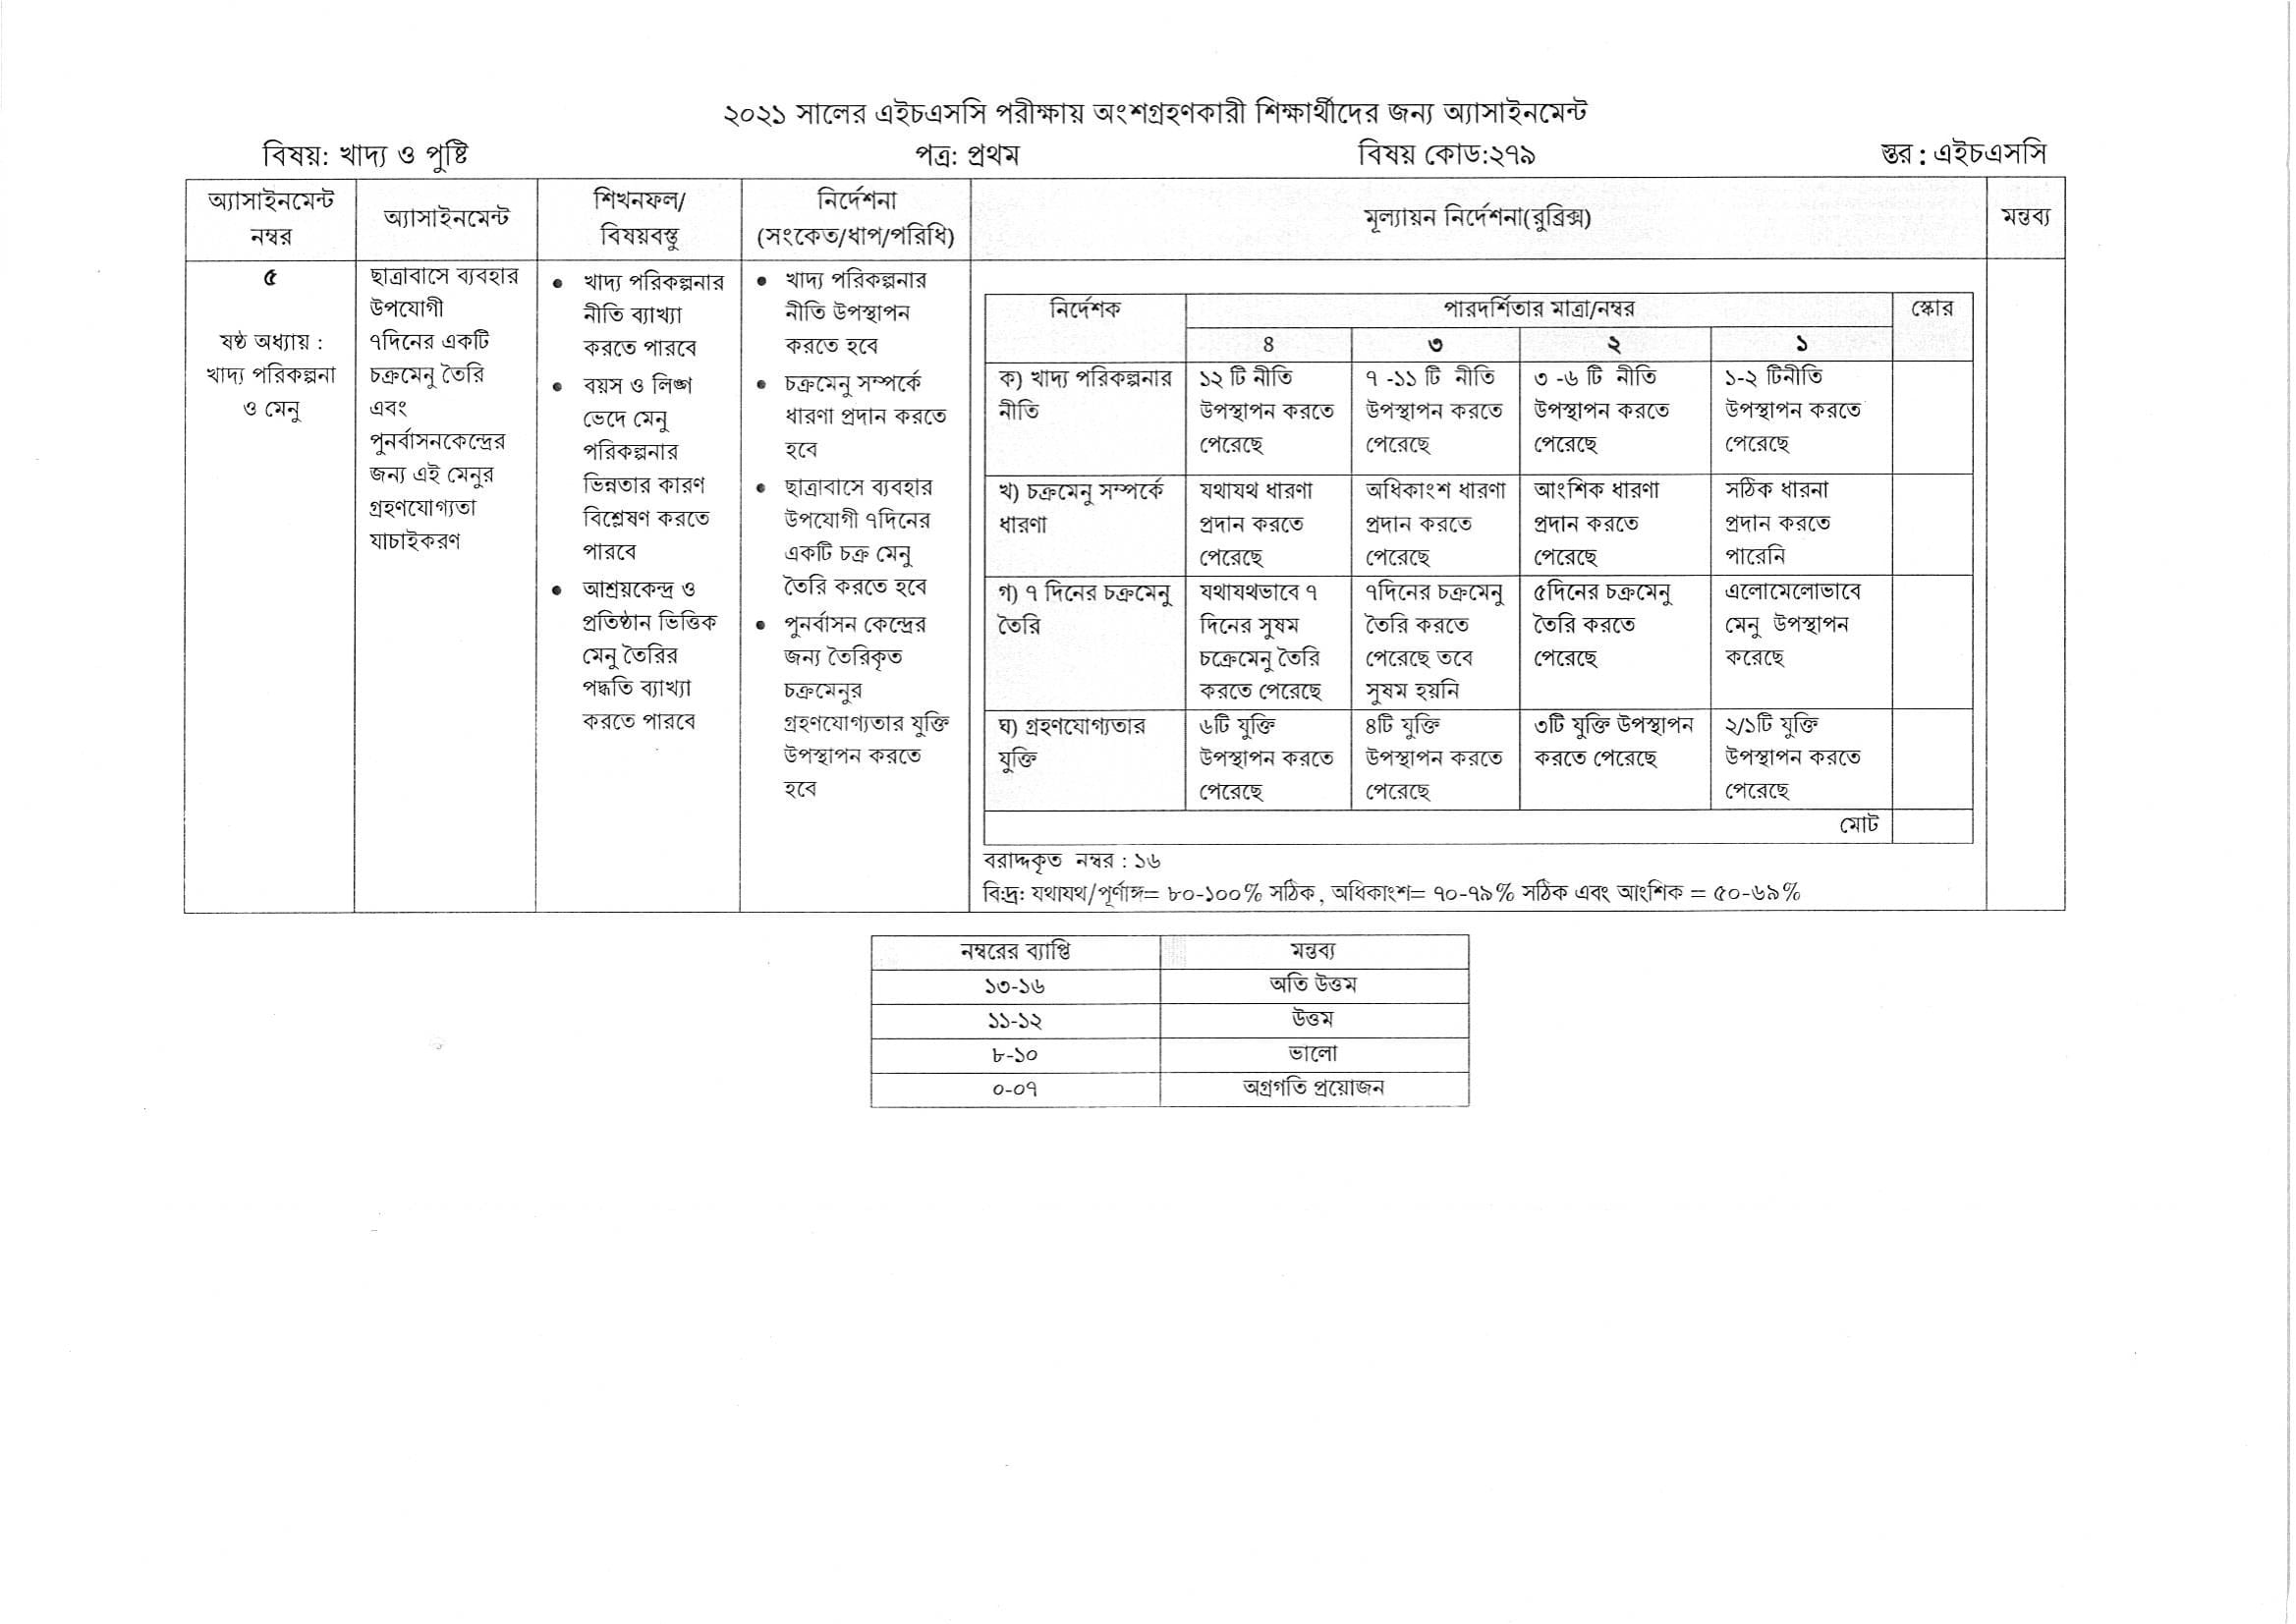 ২০২১ সালের এইচএসসি পরীক্ষায় অংশগ্রহণকারী শিক্ষার্থীদের জন্য অ্যাসাইনমেন্ট
বিষয়: খাদ্য ও পুষ্টি পত্র: প্রথম বিষয় কোড:২৭৯ স্তর : এইচএসসি
অ্যাসাইনমেন্ট
নম্বর
অ্যাসাইনমেন্ট
শিখনফল/
বিষয়বস্তু
নির্দেশনা
(সংকেত/ধাপ/পরিধি)
মূল্যায়ন নির্দেশনা(রুব্রিক্স)
মন্তব্য
৫
ষষ্ঠ অধ্যায় :
খাদ্য পরিকল্পনা
ও মেনু
ছাত্রাবাসে ব্যবহার
উপযোগী
৭দিনের একটি
চক্রমেনু তৈরি
এবং
পুনর্বাসনকেন্দ্রের
জন্য এই মেনুর
গ্রহণযোগ্যতা
যাচাইকরণ
• খাদ্য পরিকল্পনার
নীতি ব্যাখ্যা
করতে পারবে
• বয়স ও লিঙ্গ
ভেদে মেনু
পরিকল্পনার
ভিন্নতার কারণ
বিশ্লেষণ করতে
পারবে
• আশ্রয়কেন্দ্র ও
প্রতিষ্ঠান ভিত্তিক
মেনু তৈরির
পদ্ধতি ব্যাখ্যা
করতে পারবে
• খাদ্য পরিকল্পনার
নীতি উপস্থাপন
করতে হবে
• চক্রমেনু সম্পর্কে
ধারণা প্রদান করতে
হবে
• ছাত্রাবাসে ব্যবহার
উপযোগী ৭দিনের
একটি চক্র মেনু
তৈরি করতে হবে
• পুনর্বাসন কেন্দ্রের
জন্য তৈরিকৃত
চক্রমেনুর
গ্রহণযোগ্যতার যুক্তি
উপস্থাপন করতে
হবে
নির্দেশক
পারদর্শিতার মাত্রা/নম্বর
স্কোর
৪ ৩ ২ ১
ক) খাদ্য পরিকল্পনার
নীতি
১২ টি নীতি
উপস্থাপন করতে
পেরেছে
৭ -১১ টি নীতি
উপস্থাপন করতে
পেরেছে
৩ -৬ টি নীতি
উপস্থাপন করতে
পেরেছে
১-২ টিনীতি
উপস্থাপন করতে
পেরেছে
খ) চক্রমেনু সম্পর্কে
ধারণা
যথাযথ ধারণা
প্রদান করতে
পেরেছে
অধিকাংশ ধারণা
প্রদান করতে
পেরেছে
আংশিক ধারণা
প্রদান করতে
পেরেছে
সঠিক ধারনা
প্রদান করতে
পারেনি
গ) ৭ দিনের চক্রমেনু
তৈরি
যথাযথভাবে ৭
দিনের সুষম
চক্রেমেনু তৈরি
করতে পেরেছে
৭দিনের চক্রমেনু
তৈরি করতে
পেরেছে তবে
সুষম হয়নি
৫দিনের চক্রমেনু
তৈরি করতে
পেরেছে
এলোমেলোভাবে
মেনু উপস্থাপন
করেছে
ঘ) গ্রহণযোগ্যতার
যুক্তি
৬টি যুক্তি
উপস্থাপন করতে
পেরেছে
৪টি যুক্তি
উপস্থাপন করতে
পেরেছে
৩টি যুক্তি উপস্থাপন
করতে পেরেছে
২/১টি যুক্তি
উপস্থাপন করতে
পেরেছে
মোট
বরাদ্দকৃত নম্বর : ১৬
বি:দ্র: যথাযথ/পূর্ণাঙ্গ= ৮০-১০০% সঠিক, অধিকাংশ= ৭০-৭৯% সঠিক এবং আংশিক = ৫০-৬৯%
নম্বরের ব্যাপ্তি মন্তব্য
১৩-১৬ অতি উত্তম
১১-১২ উত্তম
৮-১০ ভালো
০-০৭ অগ্রগতি প্রয়োজন